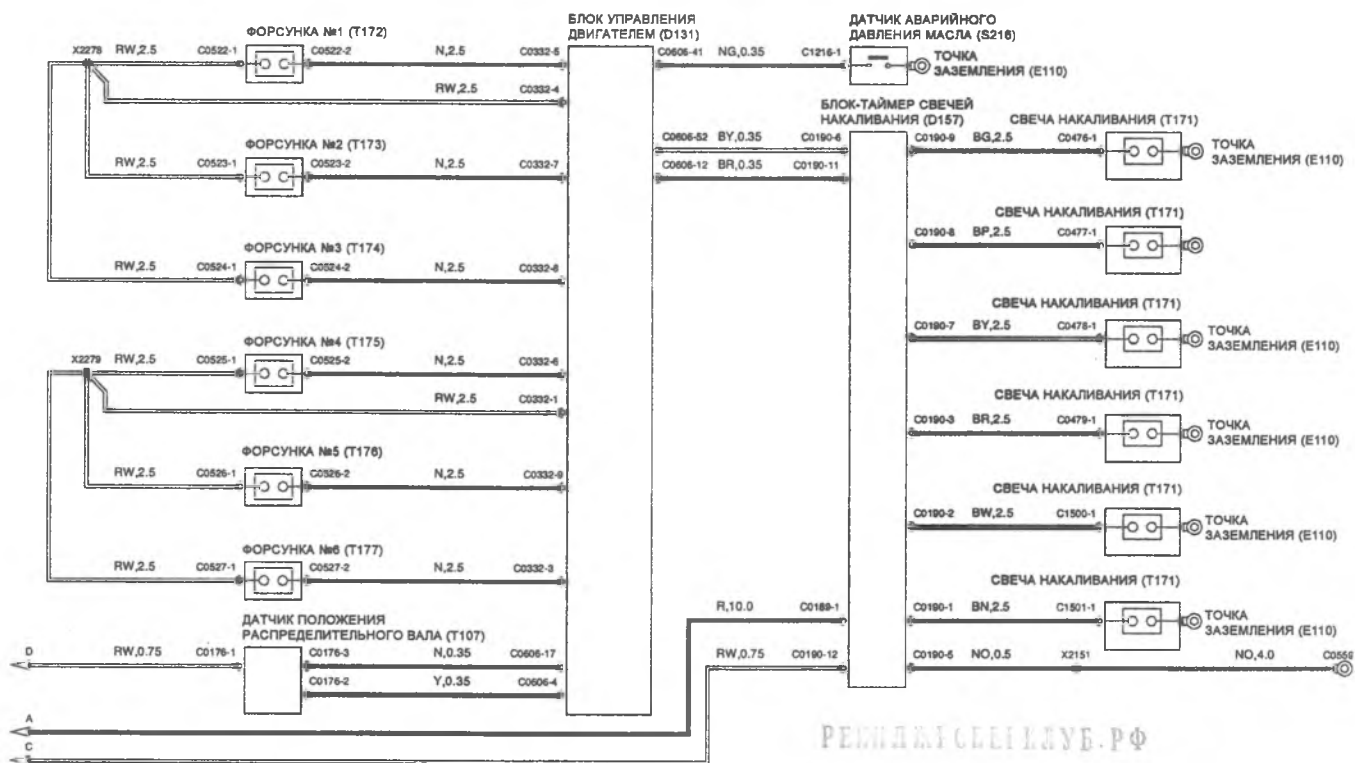 БЛОК УПРАВЛЕНИЯ
ДВИГАТЕЛЕМ (D131)
ДАТЧИК АВАРИЙНОГО
ДАВЛЕНИЯ МАСЛА (S216)
ФОРСУНКА №1 (T172)
X2278 RW,2.5 C0522-1 C0522-2 N,2.5 C0332-5
C0606-41 NG,0.35 C1216-1
ТОЧКА
ЗАЗЕМЛЕНИЯ (E110)
RW,2.5 C0332-4
БЛОК-ТАЙМЕР СВЕЧЕЙ
НАКАЛИВАНИЯ (D157)
СВЕЧА НАКАЛИВАНИЯ (T171)
C0606-52 BY,0.35 C0190-6
C0190-9 BG,2.5 C0476-1
ТОЧКА
ЗАЗЕМЛЕНИЯ (E110)
ФОРСУНКА №2 (T173)
RW,2.5 C0523-1 C0523-2 N,2.5 C0332-7
C0606-12 BR,0.35 C0190-11
СВЕЧА НАКАЛИВАНИЯ (T171)
C0190-8 BP,2.5 C0477-1
ФОРСУНКА №3 (T174)
RW,2.5 C0524-1 C0524-2 N,2.5 C0332-8
СВЕЧА НАКАЛИВАНИЯ (T171)
C0190-7 BY,2.5 C0478-1
ТОЧКА
ЗАЗЕМЛЕНИЯ (E110)
ФОРСУНКА №4 (T175)
X2279 RW,2.5 C0525-1 C0525-2 N,2.5 C0332-6
RW,2.5 C0332-1
СВЕЧА НАКАЛИВАНИЯ (T171)
C0190-3 BR,2.5 C0479-1
ТОЧКА
ЗАЗЕМЛЕНИЯ (E110)
ФОРСУНКА №5 (T176)
RW,2.5 C0526-1 C0526-2 N,2.5 C0332-9
СВЕЧА НАКАЛИВАНИЯ (T171)
C0190-2 BW,2.5 C1500-1
ТОЧКА
ЗАЗЕМЛЕНИЯ (E110)
ФОРСУНКА №6 (T177)
RW,2.5 C0527-1 C0527-2 N,2.5 C0332-3
СВЕЧА НАКАЛИВАНИЯ (T171)
R,10.0 C0189-1
C0190-1 BN,2.5 C1501-1
ТОЧКА
ЗАЗЕМЛЕНИЯ (E110)
ДАТЧИК ПОЛОЖЕНИЯ
РАСПРЕДЕЛИТЕЛЬНОГО ВАЛА (T107)
D RW,0.75 C0176-1 C0176-3 N,0.35 C0606-17
RW,0.75 C0190-12
C0190-5 NO,0.5 X2151 NO,4.0 C0559
C0176-2 Y,0.35 C0606-4
A
C